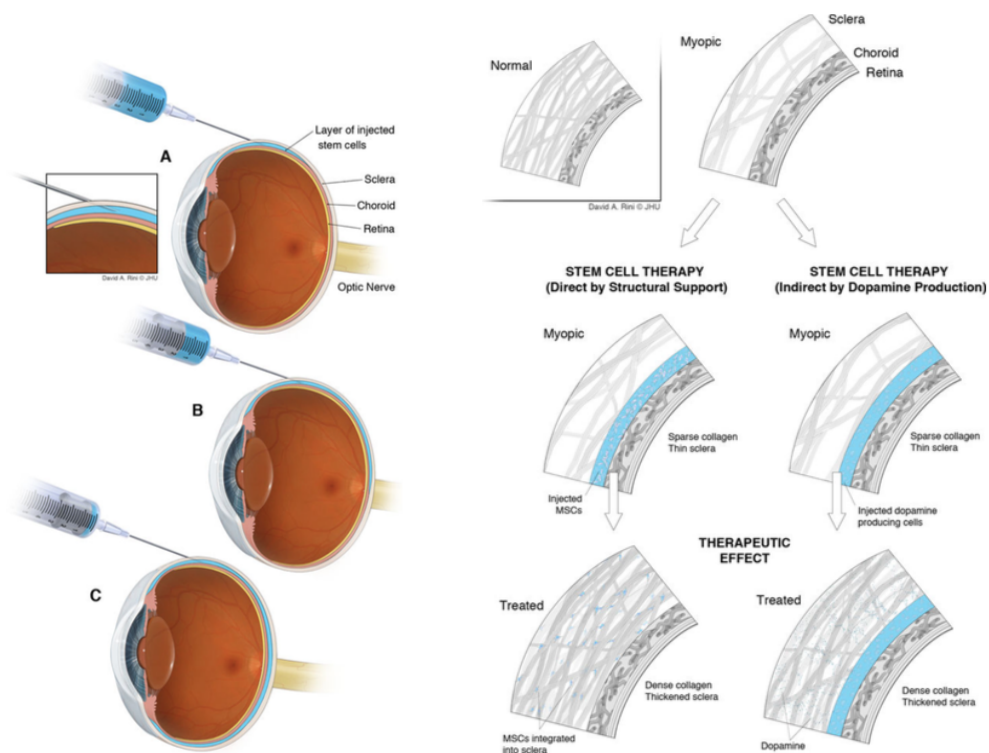 A
Layer of injected
stem cells
Sclera
Choroid
Retina
David A. Rini © JHU
Optic Nerve
B
C
Normal
Myopic
Sclera
Choroid
Retina
David A. Rini © JHU
STEM CELL THERAPY
(Direct by Structural Support)
STEM CELL THERAPY
(Indirect by Dopamine Production)
Myopic
Sparse collagen
Thin sclera
Injected
MSCs
Myopic
Sparse collagen
Thin sclera
Injected dopamine
producing cells
THERAPEUTIC
EFFECT
Treated
Dense collagen
Thickened sclera
MSCs integrated
into sclera
Treated
Dense collagen
Thickened sclera
Dopamine